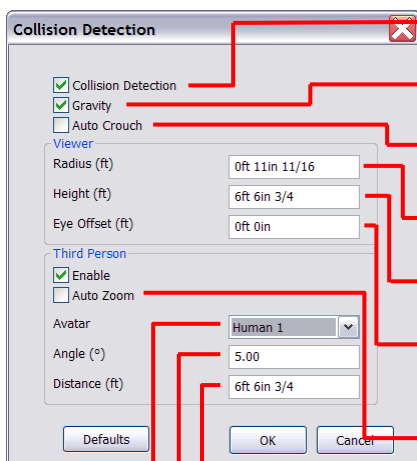 Collision Detection
Collision Detection
Gravity
Auto Crouch
Viewer
Radius (ft) 0ft 11in 11/16
Height (ft) 6ft 6in 3/4
Eye Offset (ft) 0ft 0in
Third Person
Enable
Auto Zoom
Avatar Human 1
Angle (°) 5.00
Distance (ft) 6ft 6in 3/4
Defaults OK Cancel